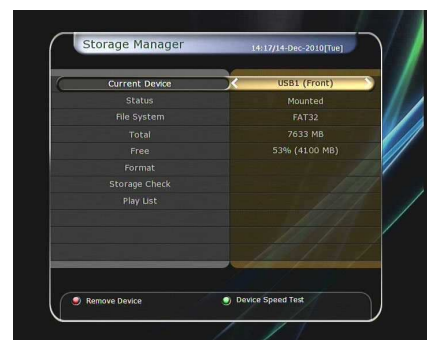 Storage Manager 14:17/14-Dec-2010[Tue]
Current Device USB1 (Front)
Status Mounted
File System FAT32
Total 7633 MB
Free 53% (4100 MB)
Format
Storage Check
Play List
Remove Device Device Speed Test